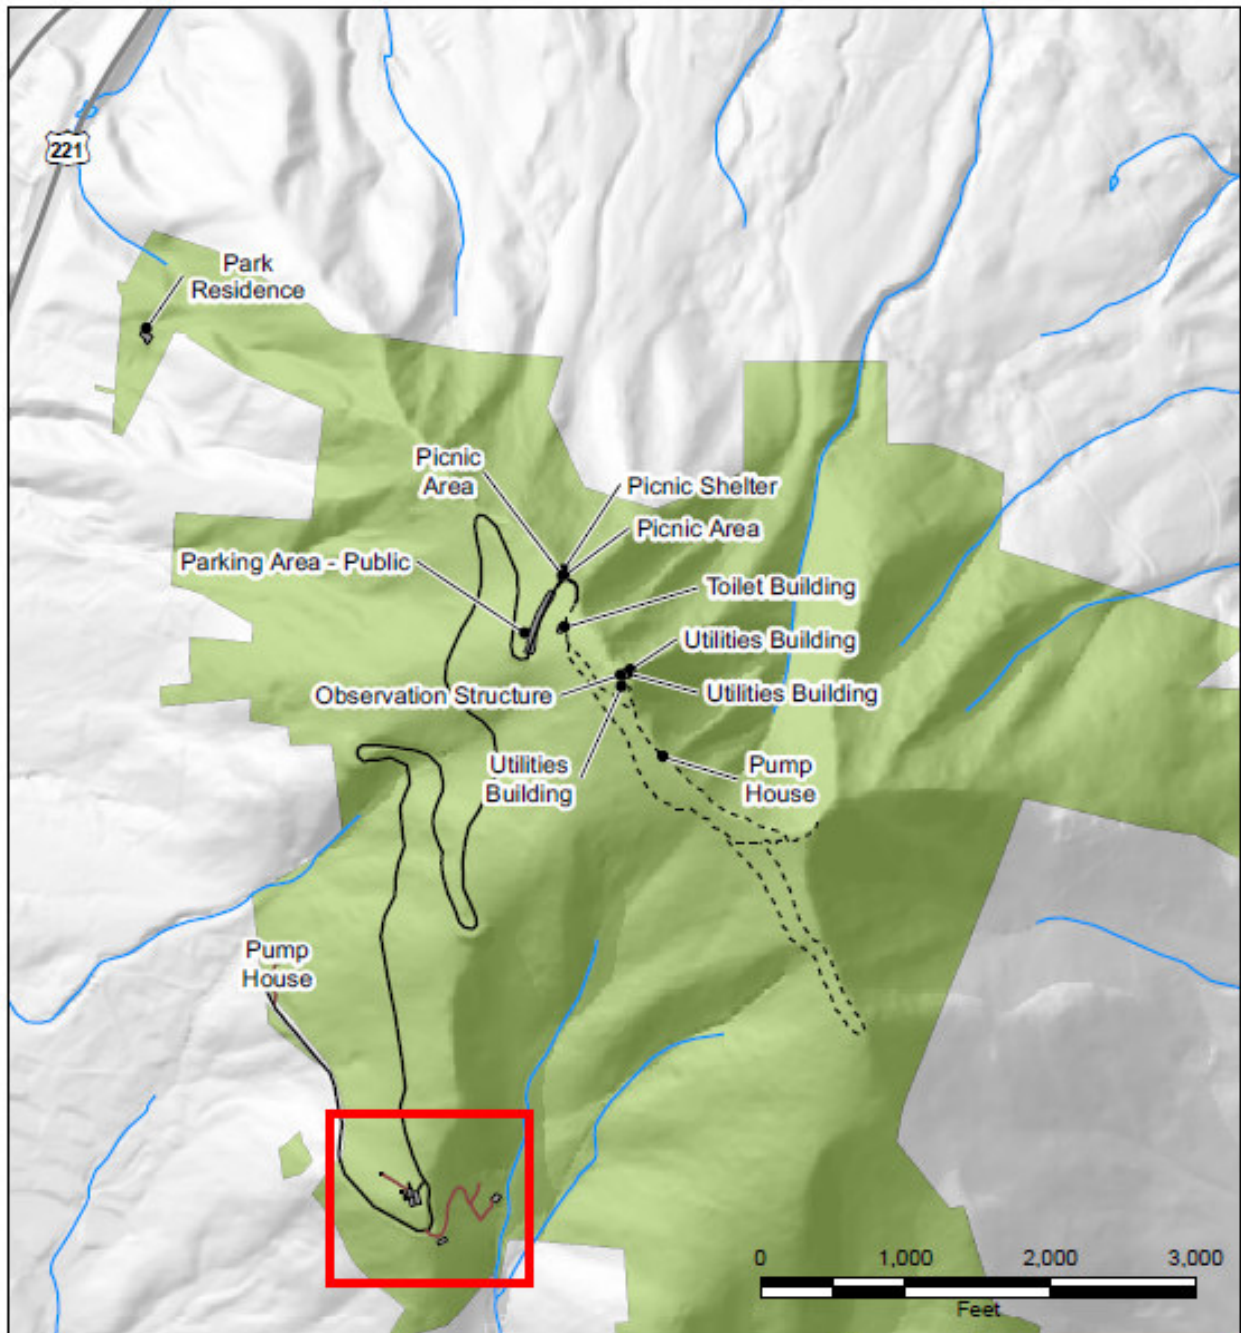 221
Park
Residence
Picnic
Area
Picnic Shelter
Picnic Area
Parking Area - Public
Toilet Building
Utilities Building
Observation Structure
Utilities Building
Utilities
Building
Pump
House
Pump
House
0 1,000 2,000 3,000
Feet